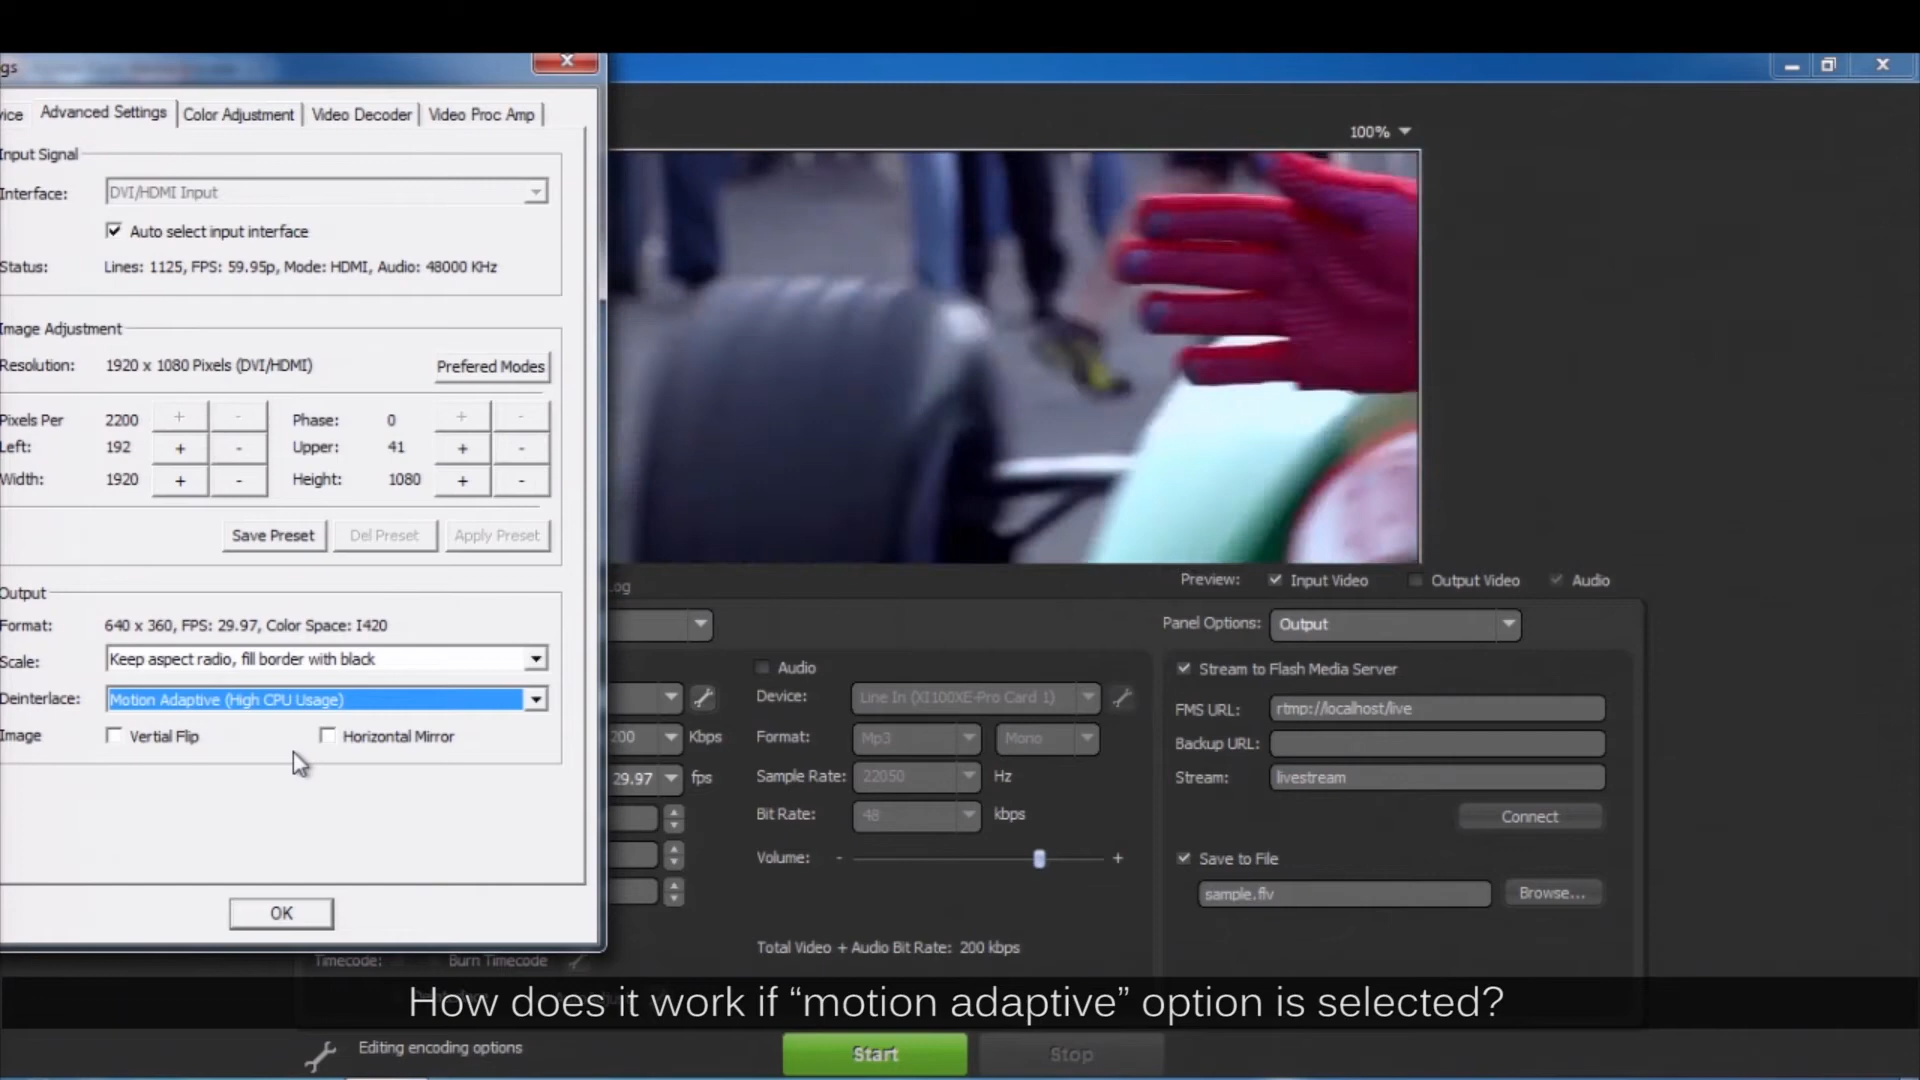 gs
vice Advanced Settings Color Adjustment Video Decoder Video Proc Amp
Input Signal
Interface: DVI/HDMI Input
Auto select input interface
Status: Lines: 1125, FPS: 59.95p, Mode: HDMI, Audio: 48000 KHz
Image Adjustment
Resolution: 1920 x 1080 Pixels (DVI/HDMI) Prefered Modes
Pixels Per 2200 + - Phase: 0 + -
Left: 192 + - Upper: 41 + -
Width: 1920 + - Height: 1080 + -
Save Preset Del Preset Apply Preset
Output
Format: 640 x 360, FPS: 29.97, Color Space: I420
Scale: Keep aspect radio, fill border with black
Deinterlace: Motion Adaptive (High CPU Usage)
Image Vertial Flip Horizontal Mirror
OK
100%
Log
Preview: Input Video Output Video Audio
Panel Options: Output
Audio
Device: Line In (XI100XE-Pro Card 1)
200 Kbps
Format: Mp3 Mono
29.97 fps
Sample Rate: 22050 Hz
Bit Rate: 48 kbps
Volume: - +
Total Video + Audio Bit Rate: 200 kbps
Stream to Flash Media Server
FMS URL: rtmp://localhost/live
Backup URL:
Stream: livestream
Connect
Save to File
sample.flv Browse...
Timecode: Burn Timecode
How does it work if “motion adaptive” option is selected?
Editing encoding options Start Stop